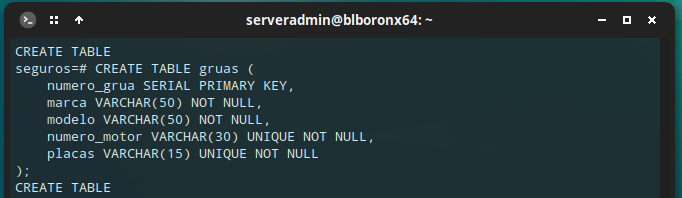 serveradmin@blboronx64: ~
CREATE TABLE
seguros=# CREATE TABLE gruas (
    numero_grua SERIAL PRIMARY KEY,
    marca VARCHAR(50) NOT NULL,
    modelo VARCHAR(50) NOT NULL,
    numero_motor VARCHAR(30) UNIQUE NOT NULL,
    placas VARCHAR(15) UNIQUE NOT NULL
);
CREATE TABLE